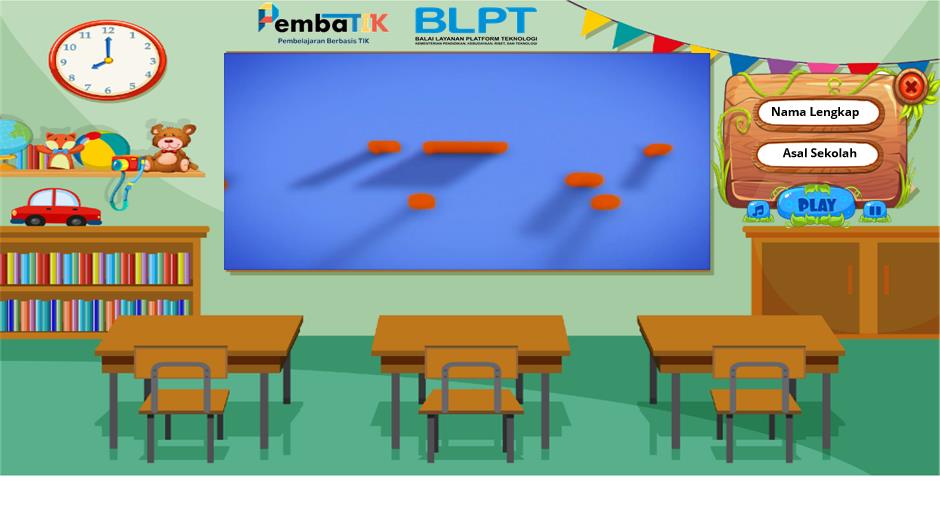 PembaTIK
Pembelajaran Berbasis TIK
BLPT
BALAI LAYANAN PLATFORM TEKNOLOGI
KEMENTERIAN PENDIDIKAN, KEBUDAYAAN, RISET, DAN TEKNOLOGI
12
11 1
10 2
9 3
8 4
7 5
6
Nama Lengkap
Asal Sekolah
PLAY